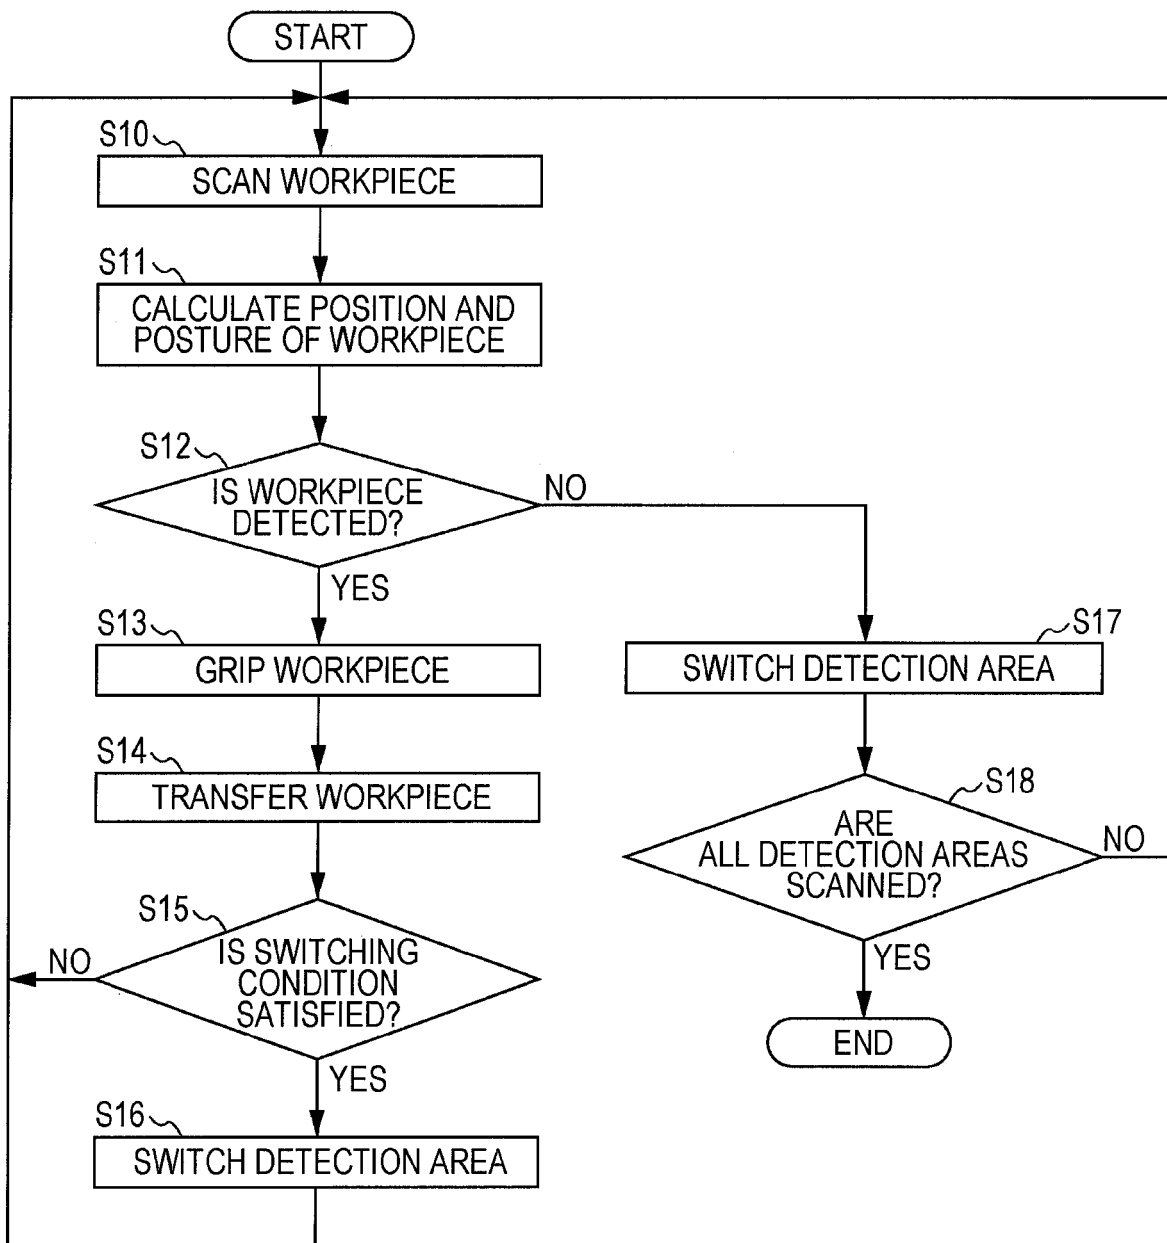 START
S10
SCAN WORKPIECE
S11
CALCULATE POSITION AND
POSTURE OF WORKPIECE
S12
IS WORKPIECE
DETECTED?
NO
YES
S13
GRIP WORKPIECE
S14
TRANSFER WORKPIECE
S15
IS SWITCHING
CONDITION
SATISFIED?
NO
YES
S16
SWITCH DETECTION AREA
S17
SWITCH DETECTION AREA
S18
ARE
ALL DETECTION AREAS
SCANNED?
NO
YES
END